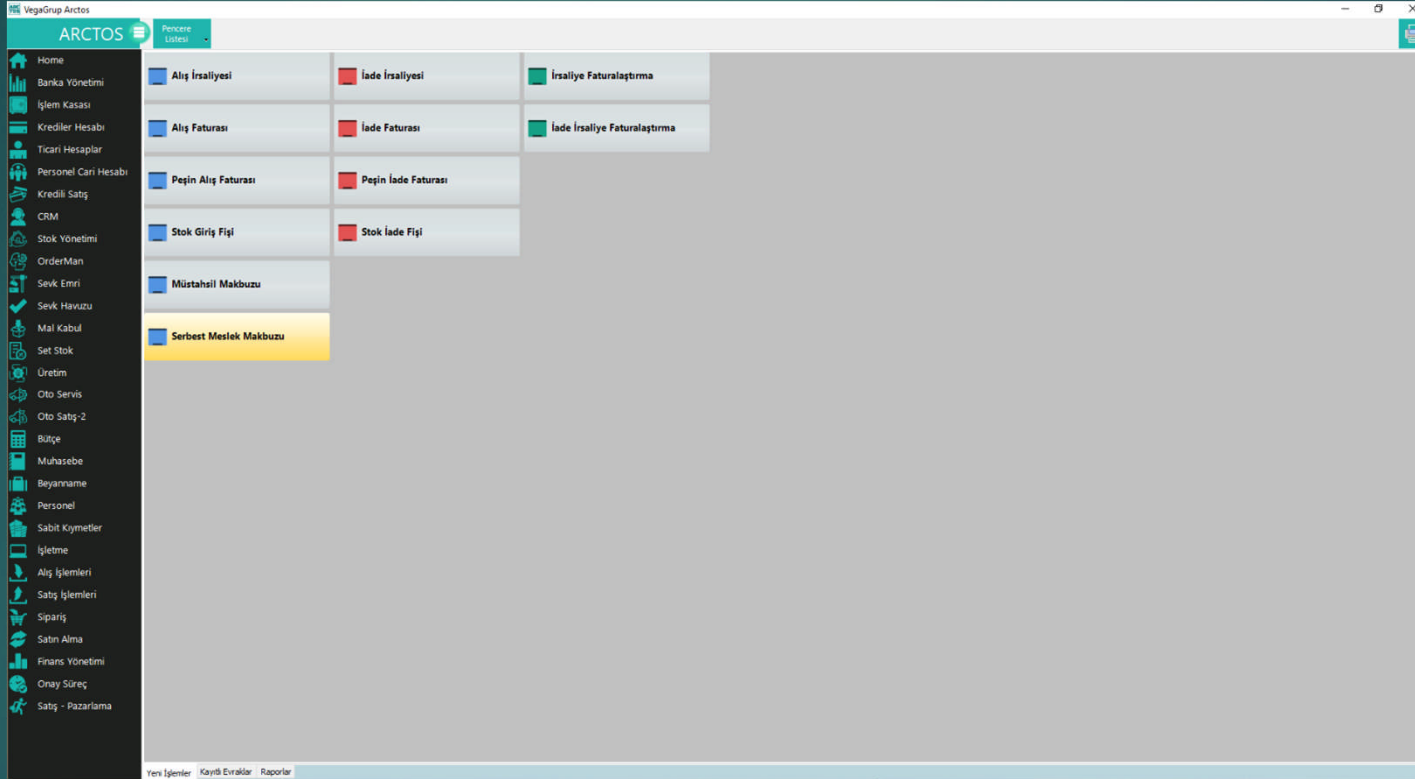 VegaGrup Arctos
ARCTOS
Pencere
Listesi
Home
Banka Yönetimi
İşlem Kasası
Krediler Hesabı
Ticari Hesaplar
Personel Cari Hesabı
Kredili Satış
CRM
Stok Yönetimi
OrderMan
Sevk Emri
Sevk Havuzu
Mal Kabul
Set Stok
Üretim
Oto Servis
Oto Satış-2
Bütçe
Muhasebe
Beyanname
Personel
Sabit Kıymetler
İşletme
Alış İşlemleri
Satış İşlemleri
Sipariş
Satın Alma
Finans Yönetimi
Onay Süreç
Satış - Pazarlama
Alış İrsaliyesi
İade İrsaliyesi
İrsaliye Faturalaştırma
Alış Faturası
İade Faturası
İade İrsaliye Faturalaştırma
Peşin Alış Faturası
Peşin İade Faturası
Stok Giriş Fişi
Stok İade Fişi
Müstahsil Makbuzu
Serbest Meslek Makbuzu
Yeni İşlemler
Kayıtlı Evraklar
Raporlar